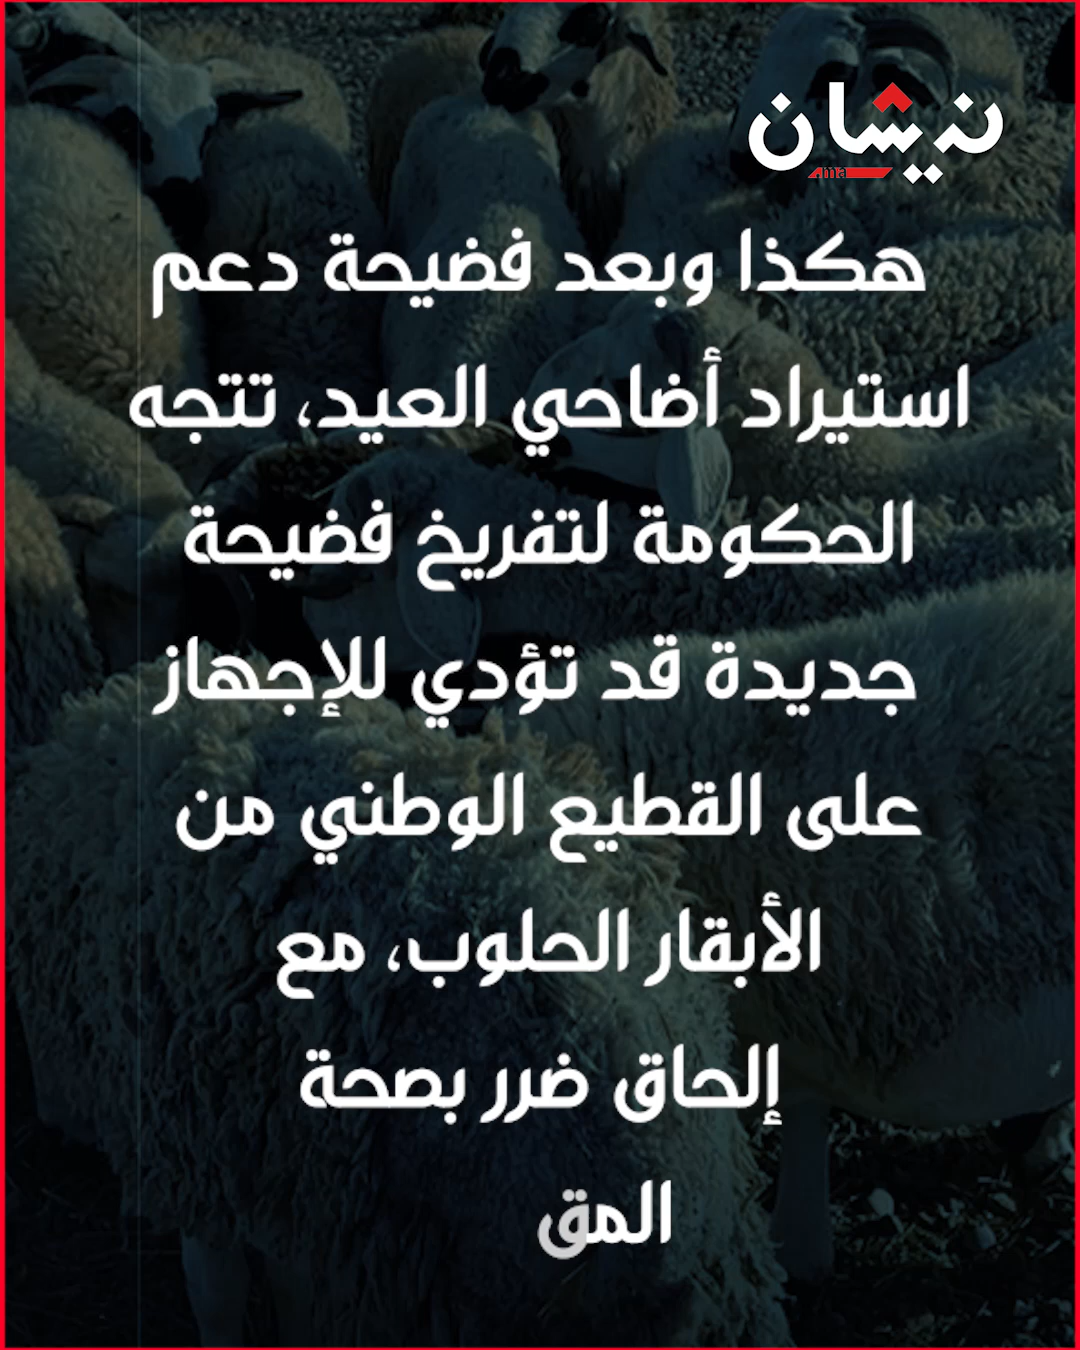 نيشان
Ama
هكذا وبعد فضيحة دعم
استيراد أضاحي العيد، تتجه
الحكومة لتفريخ فضيحة
جديدة قد تؤدي للإجهاز
على القطيع الوطني من
الأبقار الحلوب، مع
إلحاق ضرر بصحة
المق